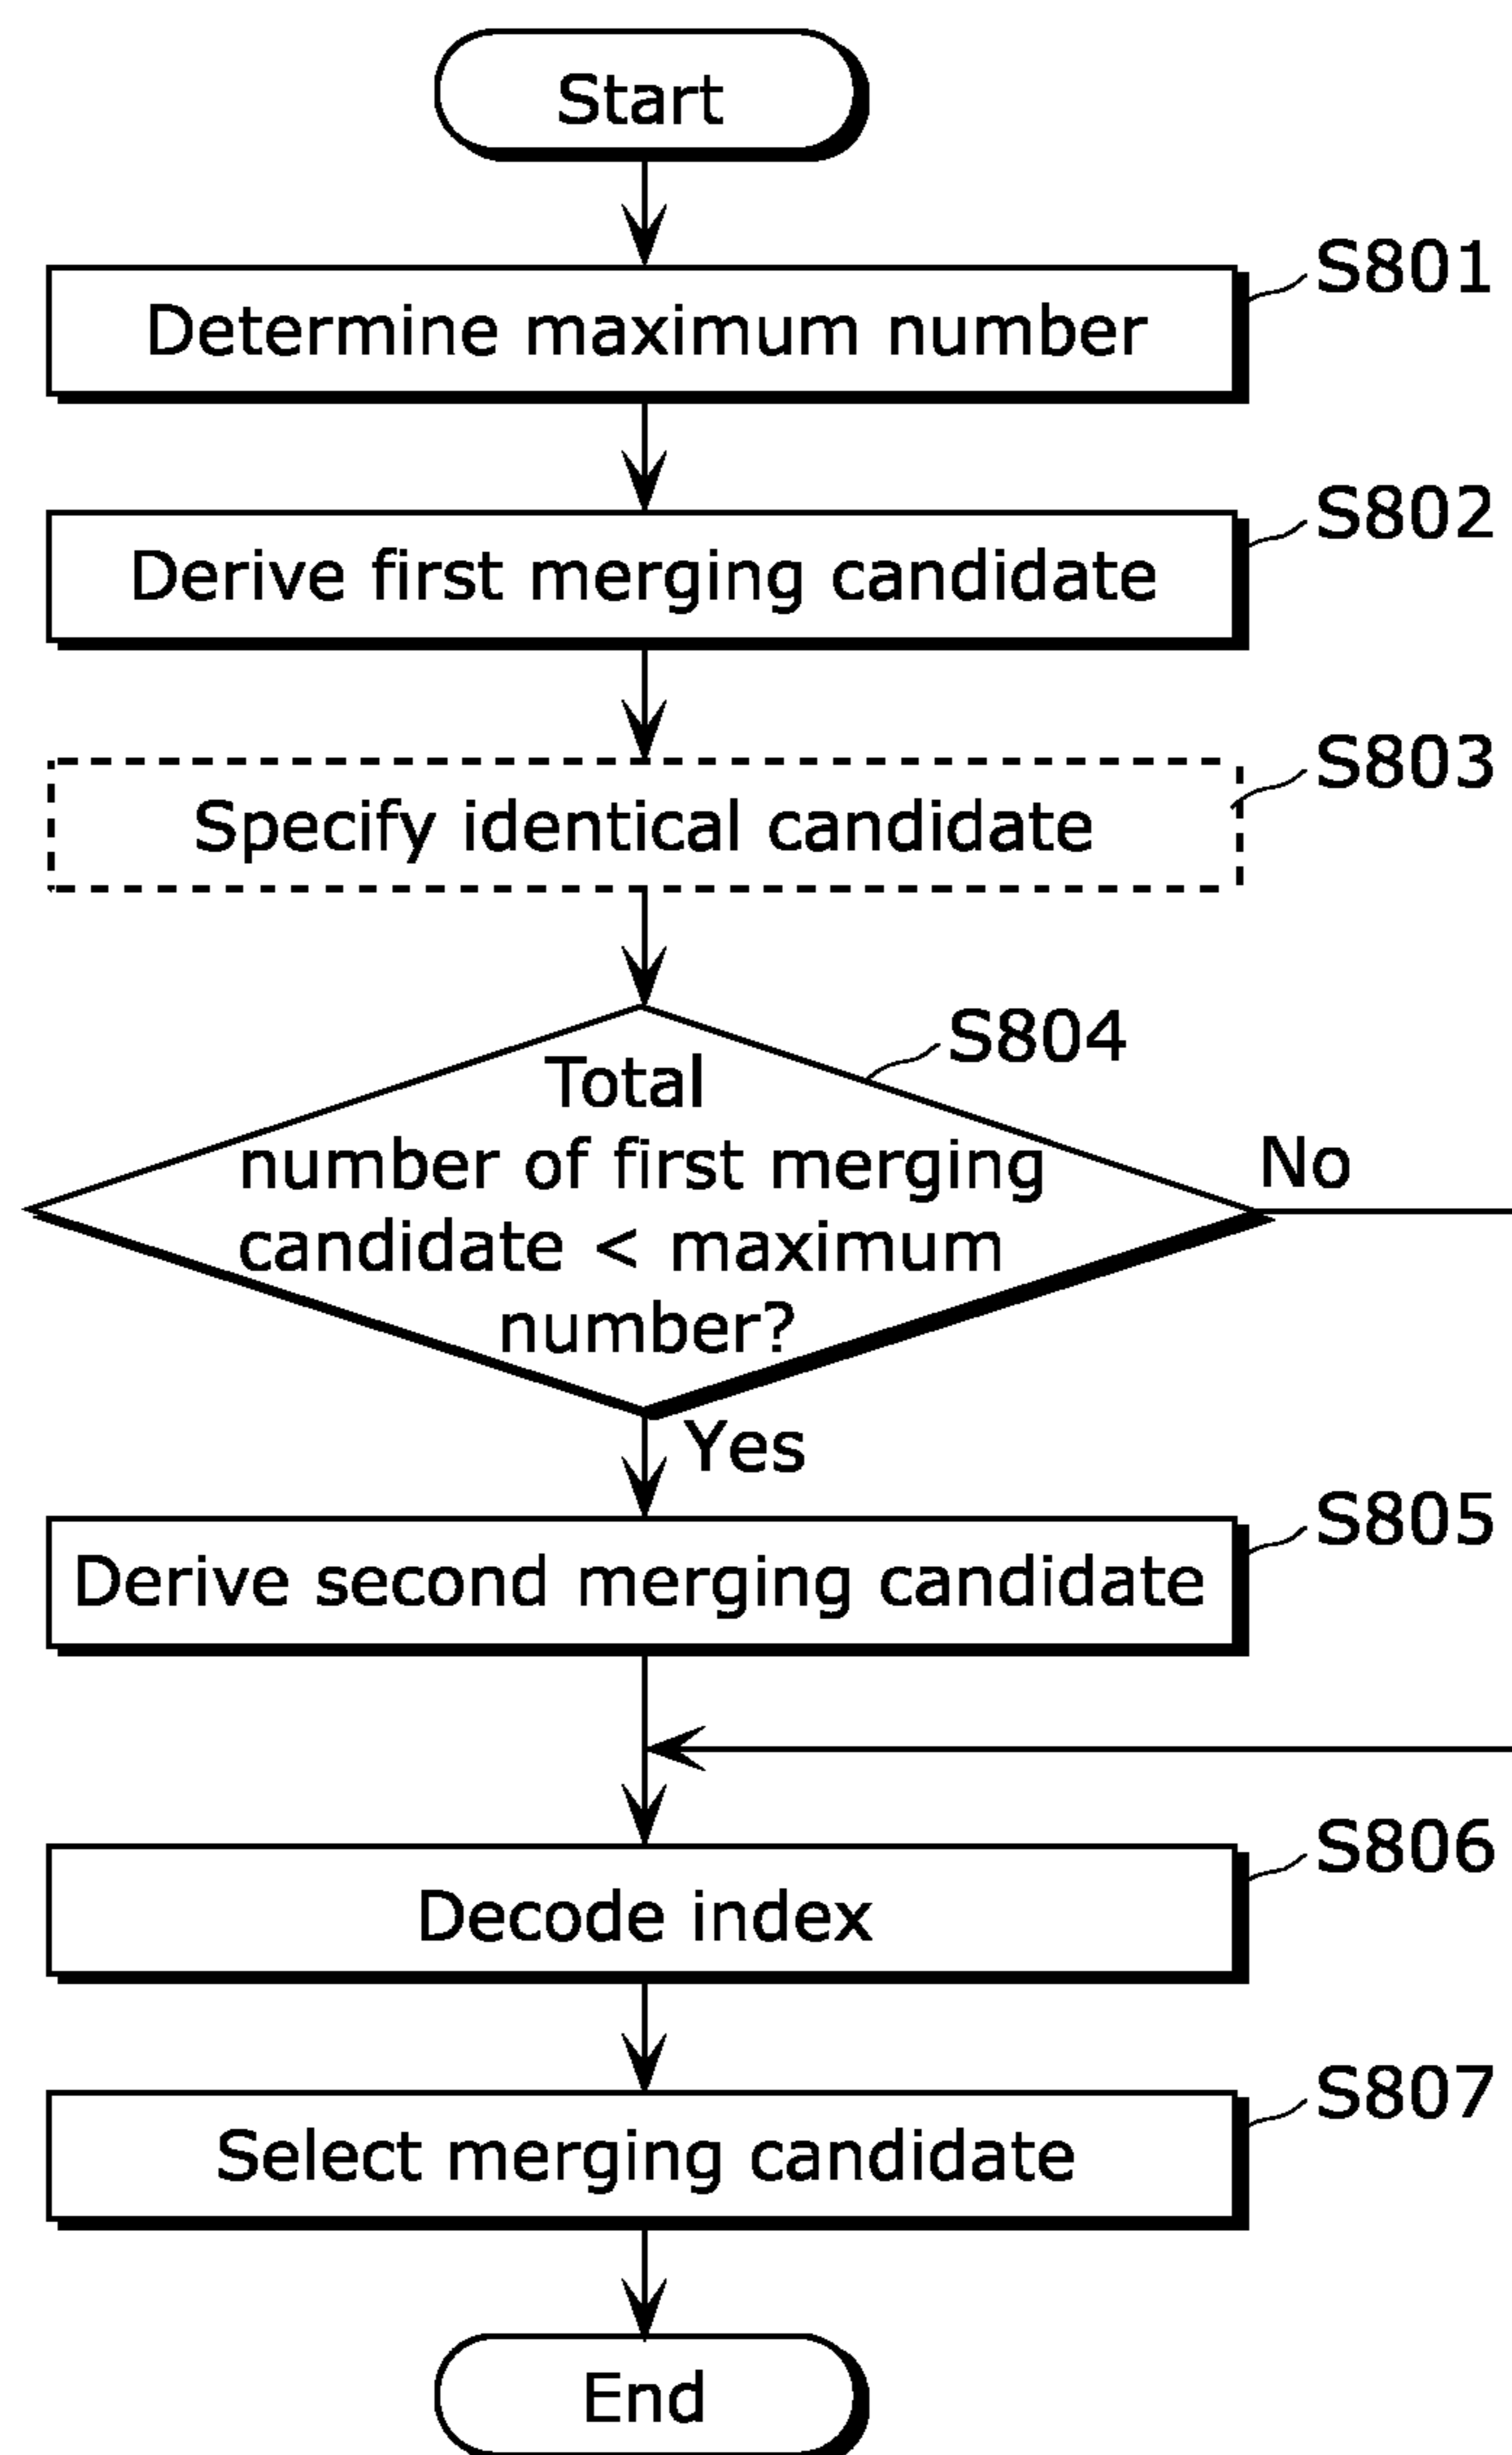 Start
S801
Determine maximum number
S802
Derive first merging candidate
S803
Specify identical candidate
S804
Total
number of first merging
candidate < maximum
number?
No
Yes
S805
Derive second merging candidate
S806
Decode index
S807
Select merging candidate
End